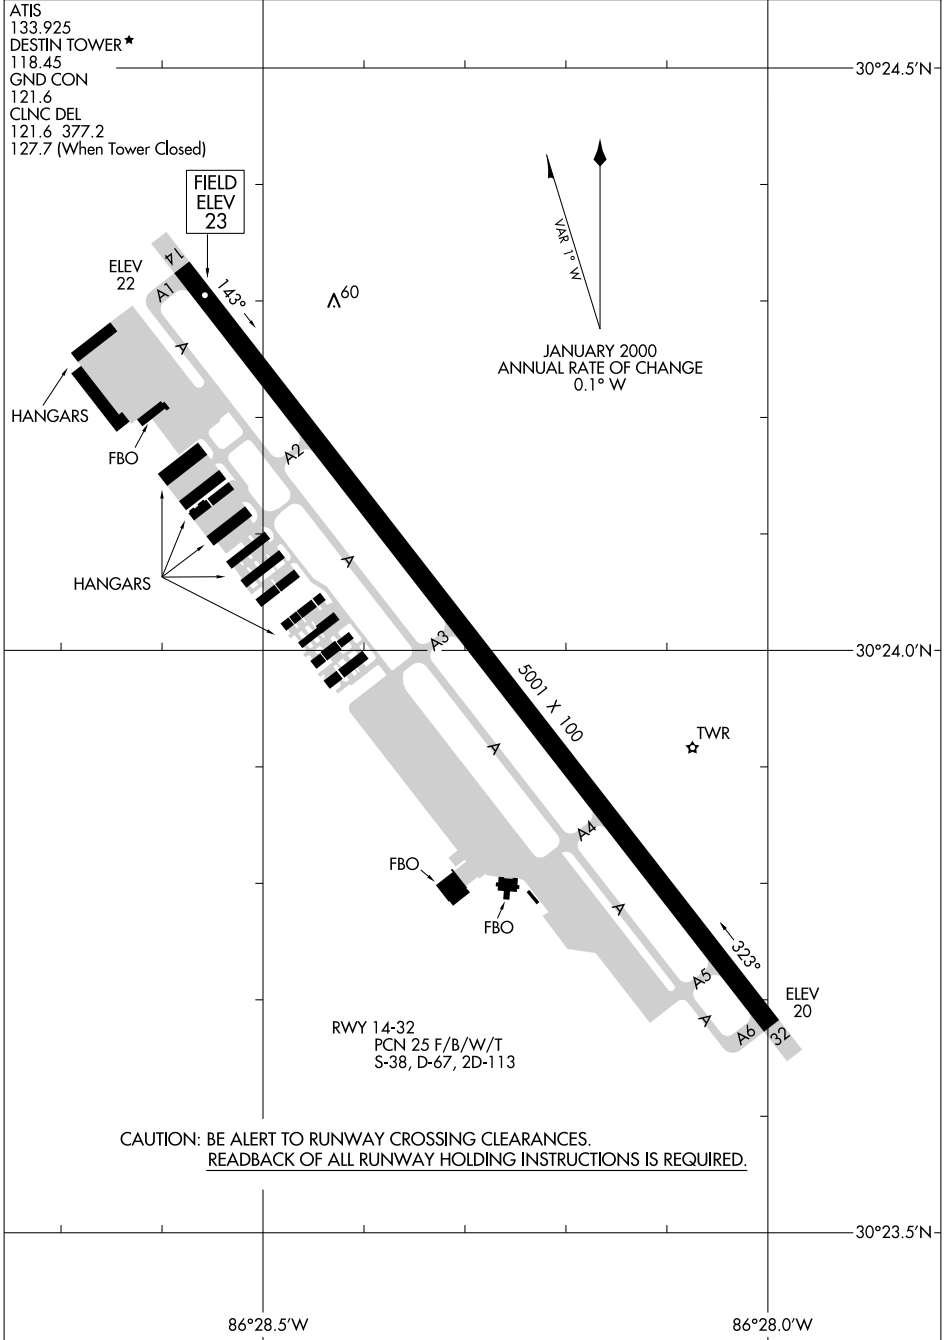 ATIS
133.925
DESTIN TOWER★
118.45
GND CON
121.6
CLNC DEL
121.6 377.2
127.7 (When Tower Closed)
30°24.5'N
FIELD
ELEV
23
VAR 1° W
14
ELEV
22
A1
143°
60
A
JANUARY 2000
ANNUAL RATE OF CHANGE
0.1° W
HANGARS
FBO
A2
A
HANGARS
A3
30°24.0'N
5001 X 100
TWR
A
A4
FBO
FBO
A
323°
A5
ELEV
20
A
A6
32
RWY 14-32
PCN 25 F/B/W/T
S-38, D-67, 2D-113
CAUTION: BE ALERT TO RUNWAY CROSSING CLEARANCES.
READBACK OF ALL RUNWAY HOLDING INSTRUCTIONS IS REQUIRED.
30°23.5'N
86°28.5'W
86°28.0'W